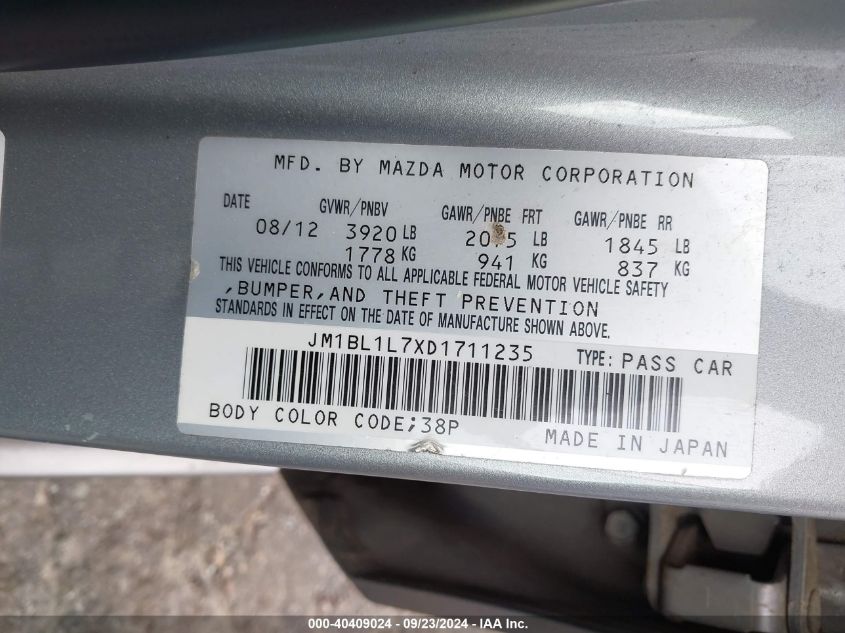 MFD. BY MAZDA MOTOR CORPORATION
DATE GVWR/PNBV GAWR/PNBE FRT GAWR/PNBE RR
08/12 3920 LB LB 1845 LB
1778 KG 941 KG 837 KG
THIS VEHICLE CONFORMS TO ALL APPLICABLE FEDERAL MOTOR VEHICLE SAFETY
,BUMPER,AND THEFT PREVENTION
STANDARDS IN EFFECT ON THE DATE OF MANUFACTURE SHOWN ABOVE.
JM1BL1L7XD1711235 TYPE: PASS CAR
BODY COLOR CODE;38P
MADE IN JAPAN
000-40409024 - 09/23/2024 - IAAI Inc.